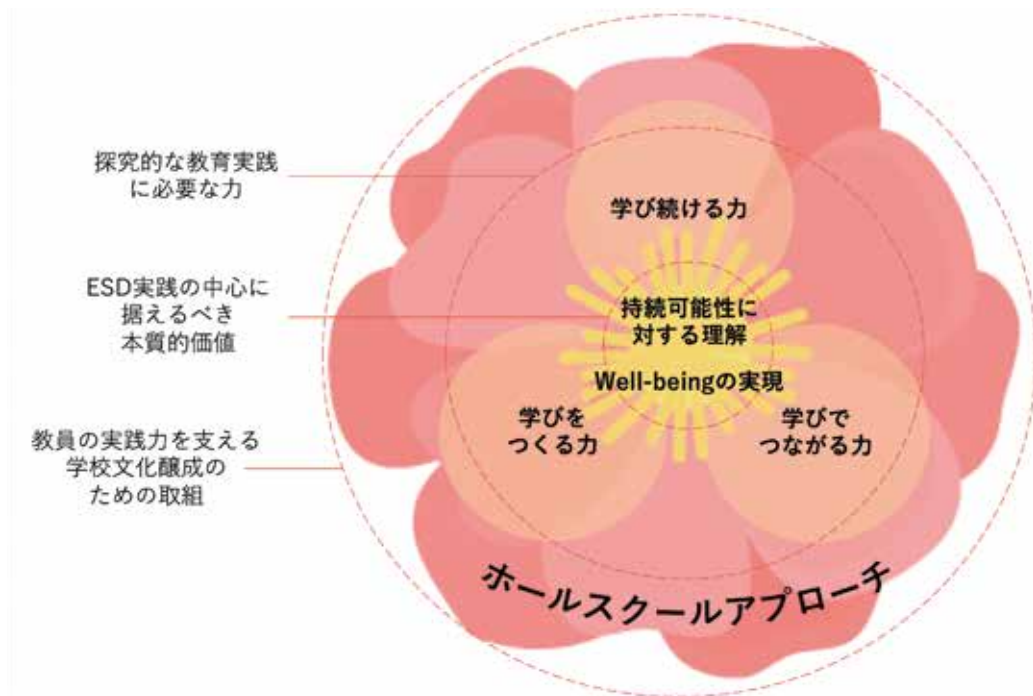 探究的な教育実践
に必要な力
ESD実践の中心に
据えるべき
本質的価値
教員の実践力を支える
学校文化醸成の
ための取組
学び続ける力
持続可能性に
対する理解
Well-beingの実現
学びを
つくる力
学びで
つながる力
ホールスクールアプローチ